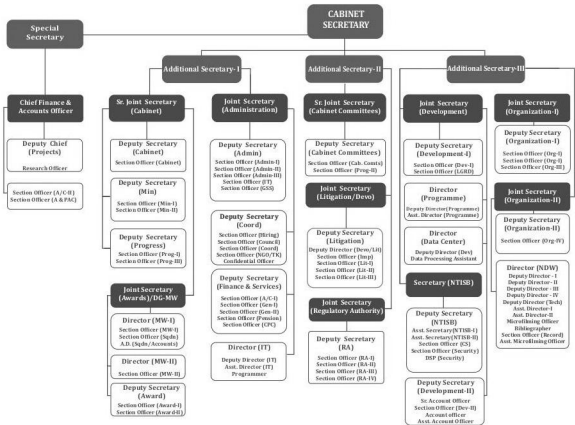 Special
Secretary
CABINET
SECRETARY
Additional Secretary-I
Additional Secretary-II
Additional Secretary-III
Chief Finance &
Accounts Officer
Deputy Chief
(Projects)
Research Officer
Section Officer (A/C-II)
Section Officer (A & PAC)
Sr. Joint Secretary
(Cabinet)
Deputy Secretary
(Cabinet)
Section Officer (Cabinet)
Deputy Secretary
(Min)
Section Officer (Min-I)
Section Officer (Min-II)
Deputy Secretary
(Progress)
Section Officer (Prog-I)
Section Officer (Prog-III)
Joint Secretary
(Awards)/DG-MW
Director (MW-I)
Section Officer (MW-I)
Section Officer (Sqdn)
A.D. (Sqdn/Accounts)
Director (MW-II)
Section Officer (MW-II)
Deputy Secretary
(Award)
Section Officer (Award-I)
Section Officer (Award-II)
Joint Secretary
(Administration)
Deputy Secretary
(Admin)
Section Officer (Admin-I)
Section Officer (Admin-II)
Section Officer (Admin-III)
Section Officer (IT)
Section Officer (GSS)
Deputy Secretary
(Coord)
Section Officer (Hiring)
Section Officer (Council)
Section Officer (Coord)
Section Officer (NGO/TK)
Confidential Officer
Deputy Secretary
(Finance & Services)
Section Officer (A/C-I)
Section Officer (Gen-I)
Section Officer (Gen-II)
Section Officer (Pension)
Section Officer (CPC)
Director (IT)
Deputy Director (IT)
Asst. Director (IT)
Programmer
Sr. Joint Secretary
(Cabinet Committees)
Deputy Secretary
(Cabinet Committees)
Section Officer (Cab. Comts)
Section Officer (Prog-II)
Joint Secretary
(Litigation/Devo)
Deputy Secretary
(Litigation)
Deputy Director (Devo/Lit)
Section Officer (Imp)
Section Officer (Lit-I)
Section Officer (Lit-II)
Section Officer (Lit-III)
Joint Secretary
(Regulatory Authority)
Deputy Secretary
(RA)
Section Officer (RA-I)
Section Officer (RA-II)
Section Officer (RA-III)
Section Officer (RA-IV)
Joint Secretary
(Development)
Deputy Secretary
(Development-I)
Section Officer (Dev-I)
Section Officer (LGRD)
Director
(Programme)
Deputy Director(Programme)
Asst. Director (Programme)
Director
(Data Center)
Deputy Director (Dev)
Data Processing Assistant
Secretary (NTISB)
Deputy Secretary
(NTISB)
Asst. Secretary(NTISB-I)
Asst. Secretary(NTISB-II)
Section Officer (CS)
Section Officer (Security)
DSP (Security)
Deputy Secretary
(Development-II)
Sr. Account Officer
Section Officer (Dev-II)
Account officer
Asst. Account Officer
Joint Secretary
(Organization-I)
Deputy Secretary
(Organization-I)
Section Officer (Org-I)
Section Officer (Org-I)
Section Officer (Org-III)
Joint Secretary
(Organization-II)
Deputy Secretary
(Organization-II)
Section Officer (Org-IV)
Director (NDW)
Deputy Director - I
Deputy Director - II
Deputy Director - III
Deputy Director - IV
Deputy Director (Tech)
Asst. Director-I
Asst. Director-II
Microfilming Officer
Bibliographer
Section Officer (Record)
Asst. Microfilming Officer